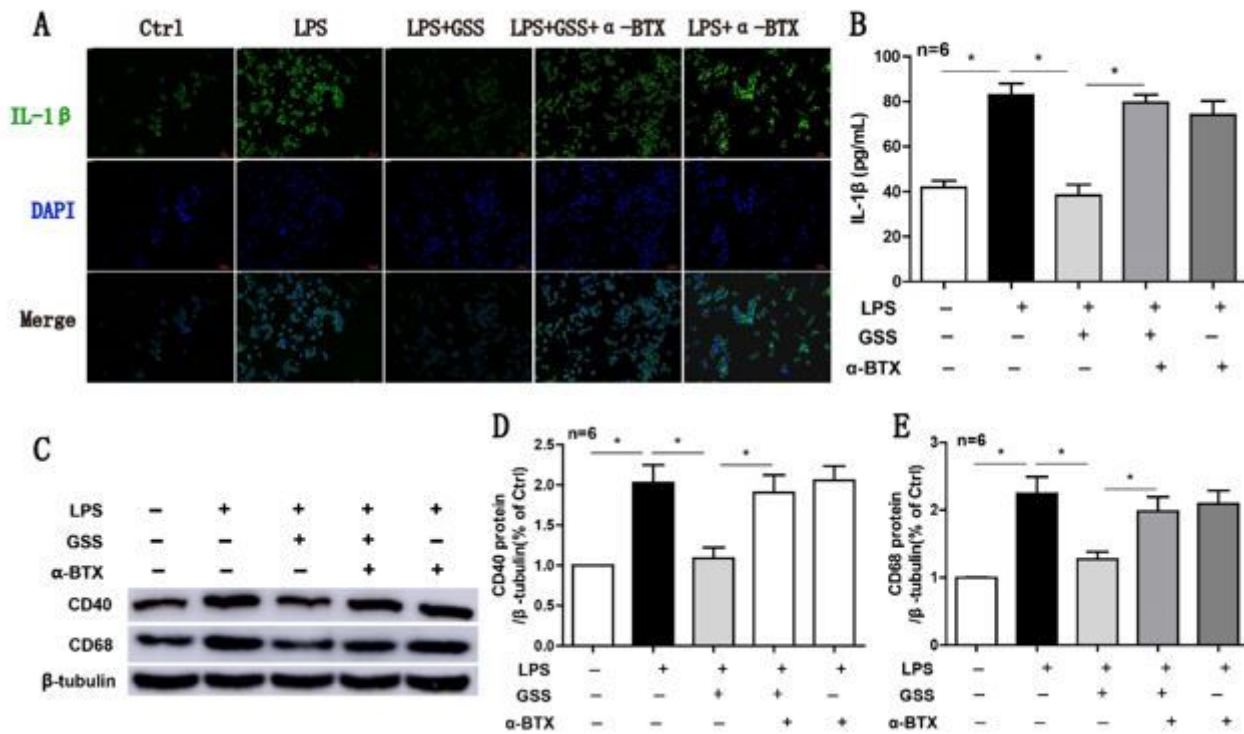 A
Ctrl LPS LPS+GSS LPS+GSS+α-BTX LPS+α-BTX
IL-1β
DAPI
Merge
B
n=6
* * *
IL-1β (pg/mL)
100
80
60
40
20
0
LPS − + + + +
GSS − − + + −
α-BTX − − − + +
C
LPS − + + + +
GSS − − + + −
α-BTX − − − + +
CD40
CD68
β-tubulin
D
n=6
* * *
CD40 protein
/β -tubulin(% of Ctrl)
2.5
2.0
1.5
1.0
0.5
0.0
LPS − + + + +
GSS − − + + −
α-BTX − − − + +
E
n=6
* * *
CD68 protein
/β -tubulin(% of Ctrl)
3
2
1
0
LPS − + + + +
GSS − − + + −
α-BTX − − − + +